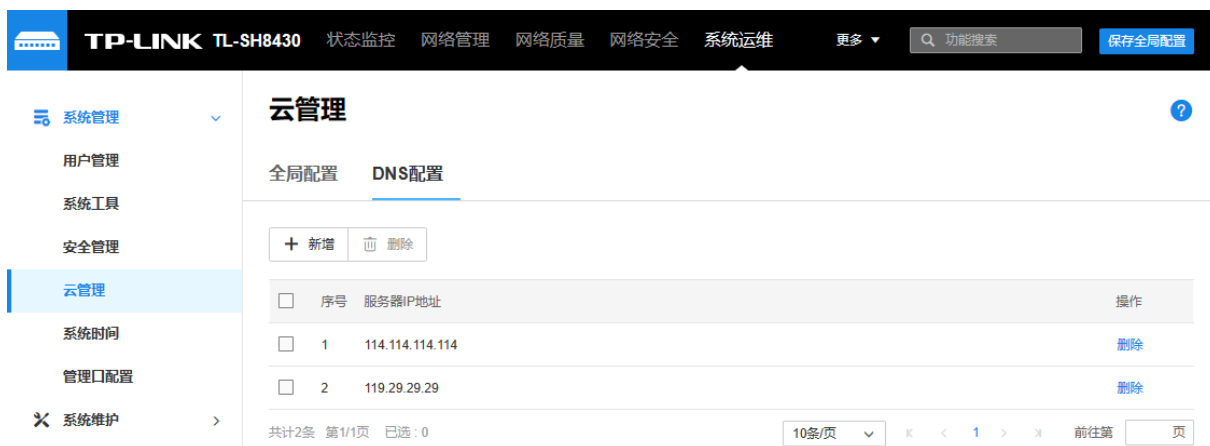 TP-LINK TL-SH8430 状态监控 网络管理 网络质量 网络安全 系统运维 更多 功能搜索 保存全局配置
系统管理
用户管理
系统工具
安全管理
云管理
系统时间
管理口配置
系统维护
云管理
?
全局配置 DNS配置
新增 删除
序号 服务器IP地址 操作
1 114.114.114.114 删除
2 119.29.29.29 删除
共计2条 第1/1页 已选 : 0 10条/页 1 前往第 页